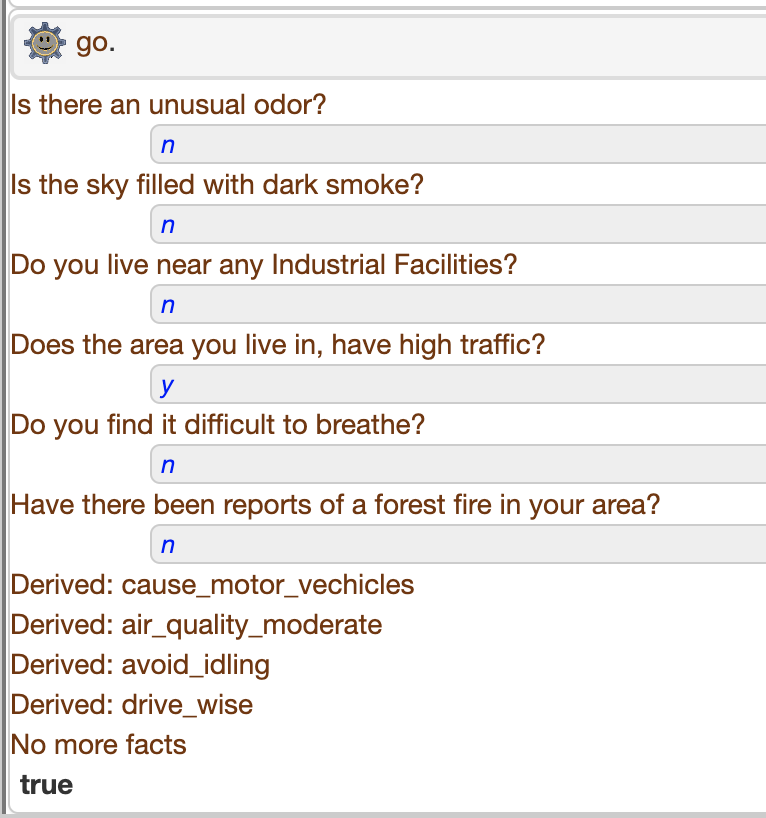 go.
Is there an unusual odor?
n
Is the sky filled with dark smoke?
n
Do you live near any Industrial Facilities?
n
Does the area you live in, have high traffic?
y
Do you find it difficult to breathe?
n
Have there been reports of a forest fire in your area?
n
Derived: cause_motor_vechicles
Derived: air_quality_moderate
Derived: avoid_idling
Derived: drive_wise
No more facts
true